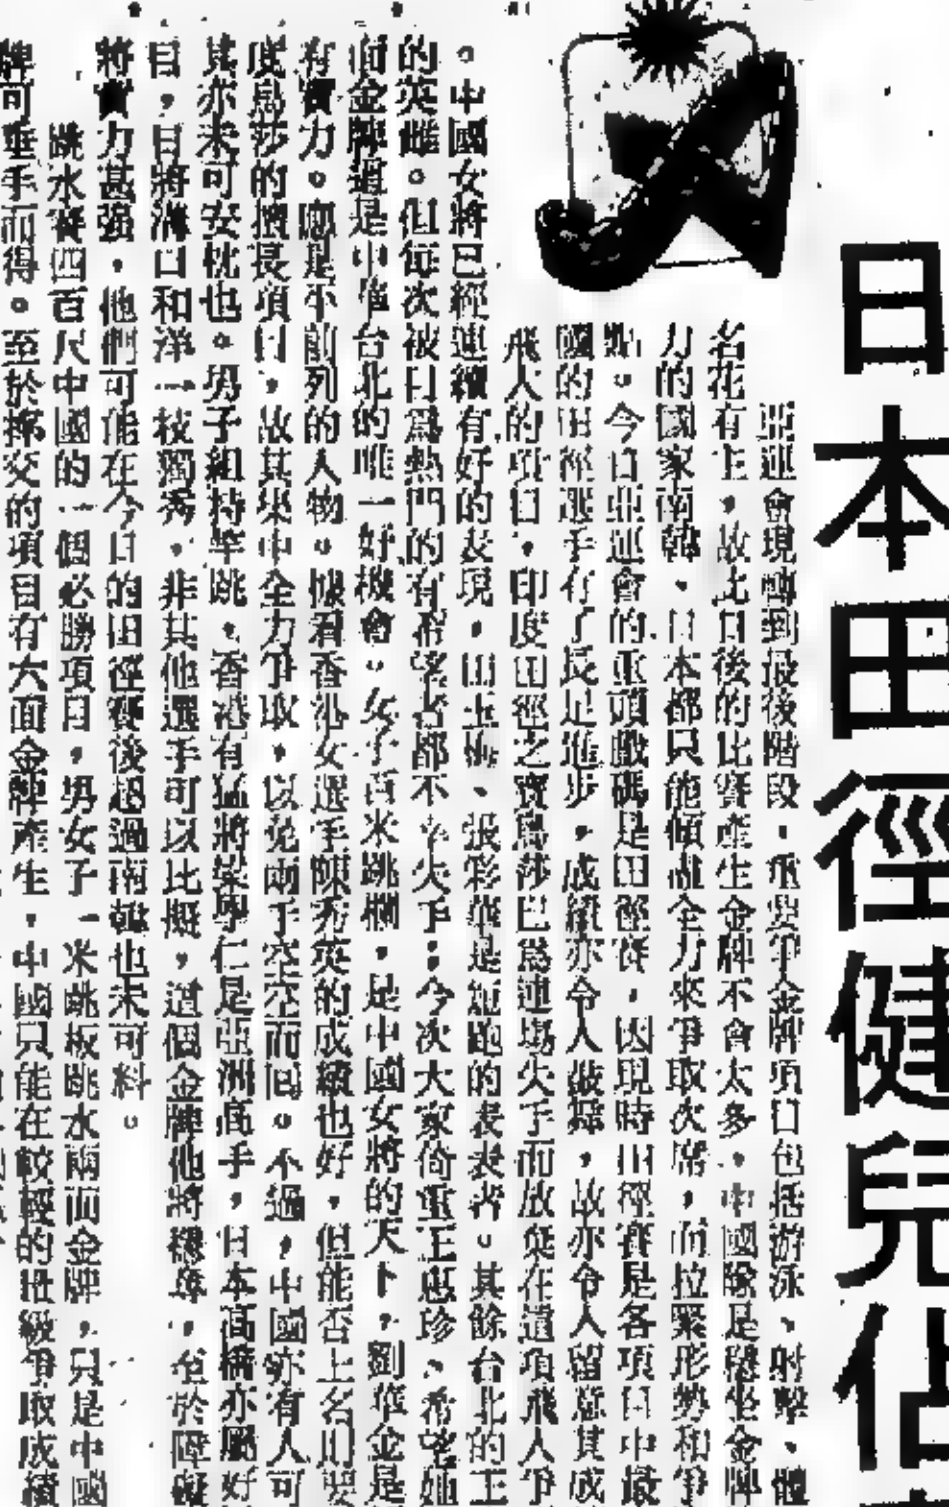 日本田徑健兒佔
亞運會現轉到最後階段，重要爭金牌項目包括游泳、射擊、體
名花有主，故此日後的比賽產生金牌不會太多，中國除是穩坐金牌
力的國家南韓、日本都只能傾盡全力來爭取次席，而拉緊形勢和爭
點。今日亞運會的重頭戲碼是田徑賽，因現時田徑賽是各項目中最
國的田徑選手有了長足進步，成績亦令人鼓舞，故亦令人留意其成
飛人的項目，印度田徑之寶烏莎已爲連場失手而放棄在這項飛人爭
。中國女將已經連續有好的表現，田玉梅、張彩華是短跑的表表者。其餘台北的王
的英雌。但每次被目爲熱門的有希望者都不幸失手；今次大家倚重王惠珍、希望她
面金牌這是中華台北的唯一好機會。女子百米跳欄，是中國女將的天下，劉華金是
有實力。應是平前列的人物。據看香港女選手陳秀英的成績也好，但能否上名則要
度烏莎的擅長項目，故其集中全力爭取，以免兩手空空而回。不過，中國亦有人可
其亦未可安枕也。男子組持竿跳，香港有猛將梁學仁是亞洲高手，日本高橋亦屬好
目，目將溝口和洋一枝獨秀，非其他選手可以比擬，這個金牌他將穩奪，至於障礙
將實力甚强，他們可能在今日的田徑賽後超過南韓也未可料。
跳水賽四百尺中國的一個必勝項目，男女子一米跳板跳水兩面金牌，只是中國
牌可垂手而得。至於摔交的項目有六面金牌產生，中國只能在較輕的班級爭取成績